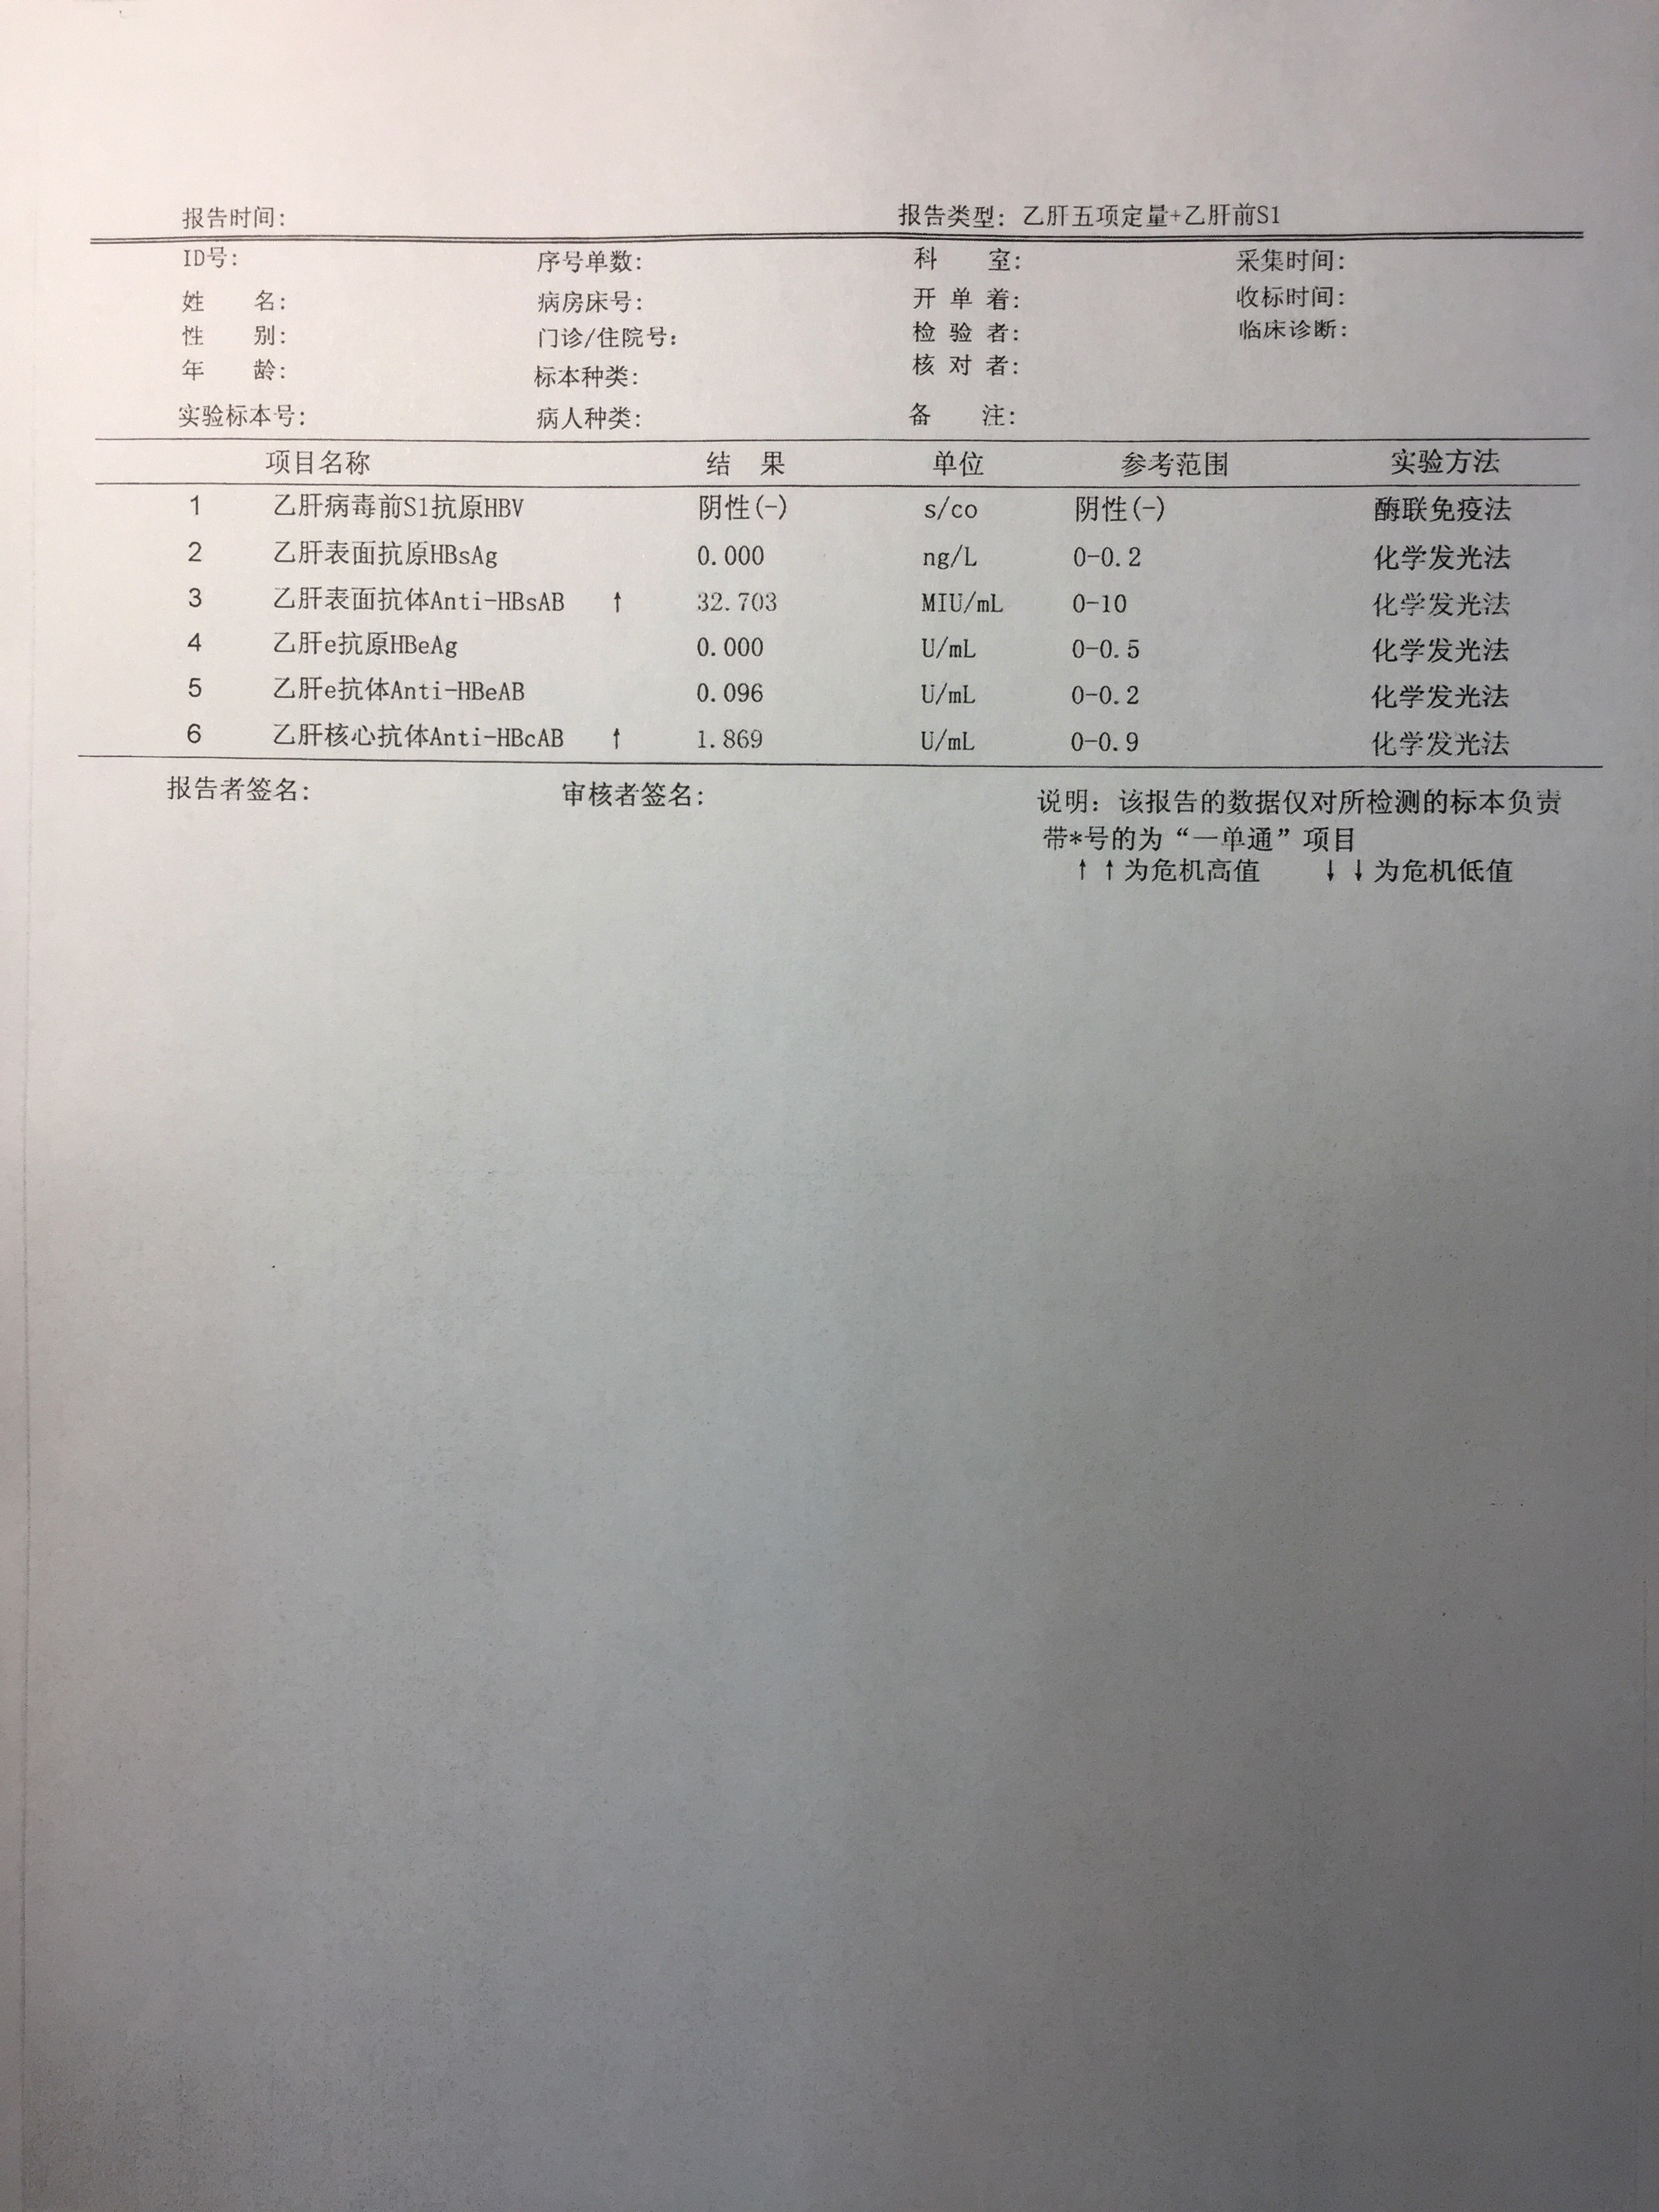 报告时间: 报告类型: 乙肝五项定量+乙肝前S1
ID号: 序号单数: 科 室: 采集时间:
姓 名: 病房床号: 开 单 着: 收标时间:
性 别: 门诊/住院号: 检 验 者: 临床诊断:
年 龄: 标本种类: 核 对 者:
实验标本号: 病人种类: 备 注:
项目名称 结 果 单位 参考范围 实验方法
1 乙肝病毒前S1抗原HBV 阴性(-) s/co 阴性(-) 酶联免疫法
2 乙肝表面抗原HBsAg 0.000 ng/L 0-0.2 化学发光法
3 乙肝表面抗体Anti-HBsAB ↑ 32.703 MIU/mL 0-10 化学发光法
4 乙肝e抗原HBeAg 0.000 U/mL 0-0.5 化学发光法
5 乙肝e抗体Anti-HBeAB 0.096 U/mL 0-0.2 化学发光法
6 乙肝核心抗体Anti-HBcAB ↑ 1.869 U/mL 0-0.9 化学发光法
报告者签名: 审核者签名: 说明: 该报告的数据仅对所检测的标本负责
带*号的为“一单通”项目
↑↑为危机高值 ↓↓为危机低值